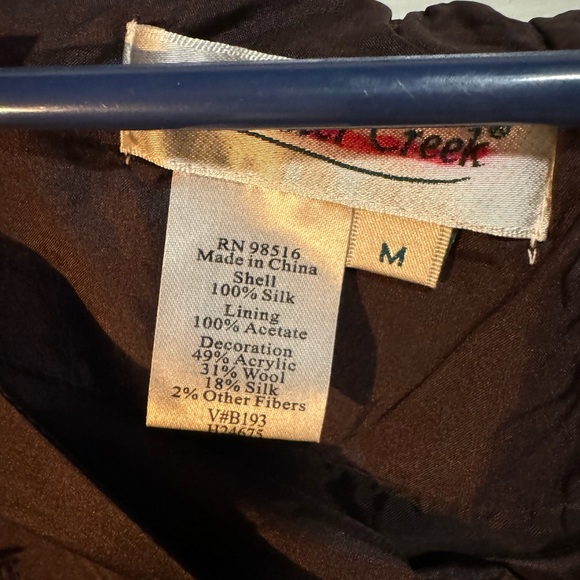 Creek®
M
RN 98516
Made in China
Shell
100% Silk
Lining
100% Acetate
Decoration
49% Acrylic
31% Wool
18% Silk
2% Other Fibers
V#B193
H24675